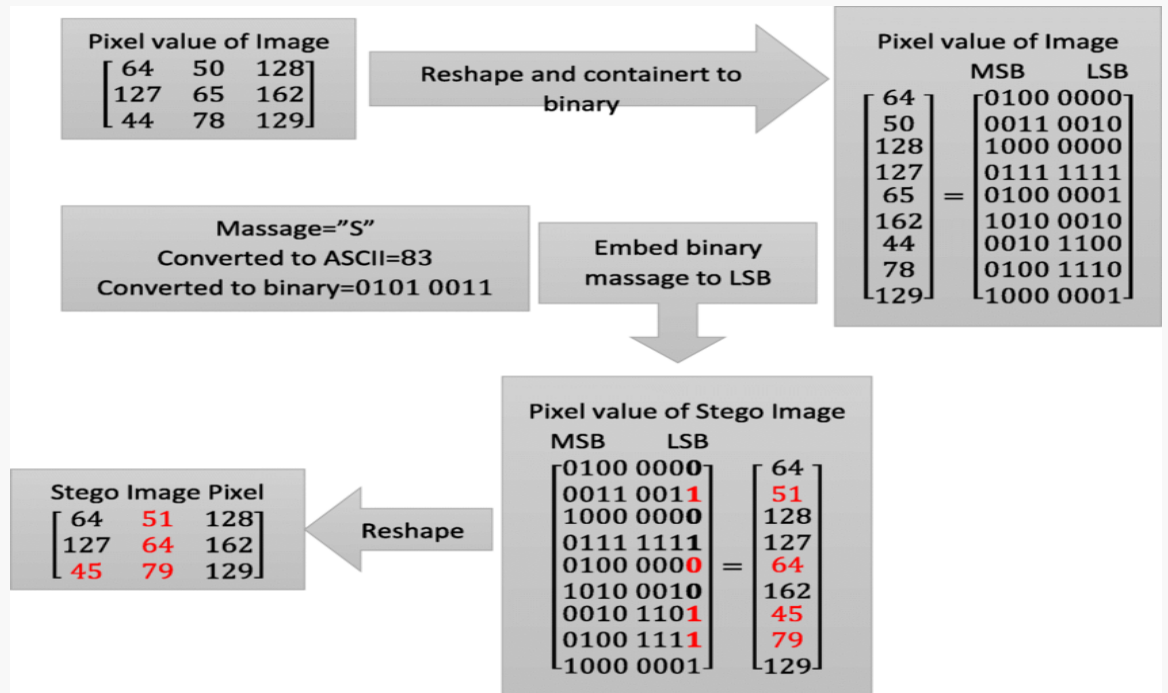 Pixel value of Image
64 50 128
127 65 162
44 78 129
Reshape and containert to
binary
Pixel value of Image
MSB LSB
64 0100 0000
50 0011 0010
128 1000 0000
127 0111 1111
65 = 0100 0001
162 1010 0010
44 0010 1100
78 0100 1110
129 1000 0001
Massage=”S”
Converted to ASCII=83
Converted to binary=0101 0011
Embed binary
massage to LSB
Pixel value of Stego Image
MSB LSB
0100 0000 64
0011 0011 51
1000 0000 128
0111 1111 127
0100 0000 = 64
1010 0010 162
0010 1101 45
0100 1111 79
1000 0001 129
Reshape
Stego Image Pixel
64 51 128
127 64 162
45 79 129